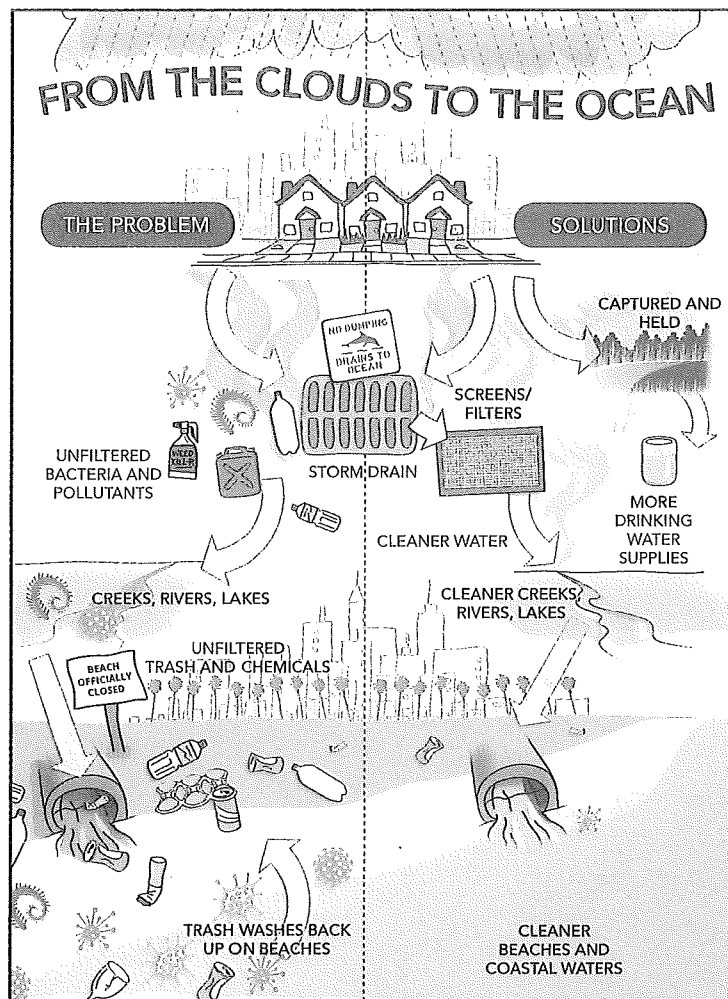 FROM THE CLOUDS TO THE OCEAN
THE PROBLEM
SOLUTIONS
CAPTURED AND
HELD
NO DUMPING
DRAINS TO
OCEAN
SCREENS/
FILTERS
WEED
KILL-R
UNFILTERED
BACTERIA AND
POLLUTANTS
STORM DRAIN
MORE
DRINKING
WATER
SUPPLIES
CLEANER WATER
CREEKS, RIVERS, LAKES
CLEANER CREEKS,
RIVERS, LAKES
UNFILTERED
TRASH AND CHEMICALS
BEACH
OFFICIALLY
CLOSED
TRASH WASHES BACK
UP ON BEACHES
CLEANER
BEACHES AND
COASTAL WATERS